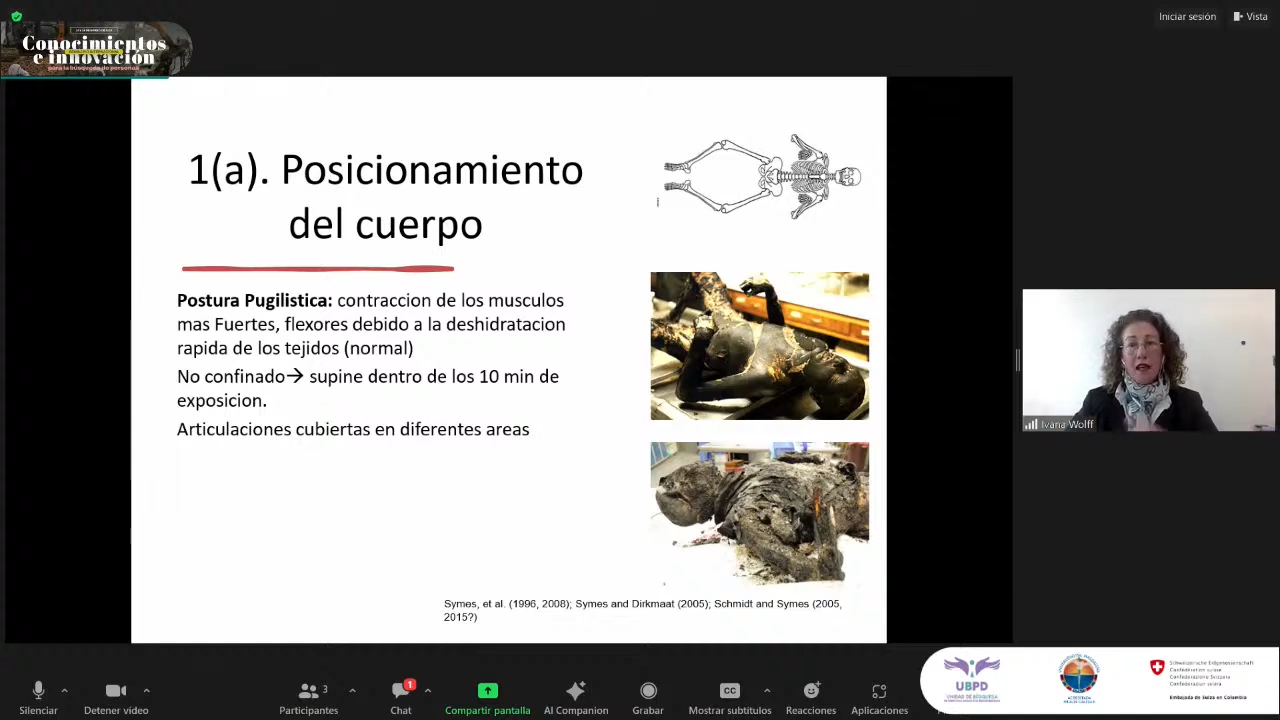 Iniciar sesión
Vista
Conocimientos
e innovación
para la búsqueda de personas
1(a). Posicionamiento
del cuerpo
Postura Pugilistica: contraccion de los musculos
mas Fuertes, flexores debido a la deshidratacion
rapida de los tejidos (normal)
No confinado→ supine dentro de los 10 min de
exposicion.
Articulaciones cubiertas en diferentes areas
Symes, et al. (1996, 2008); Symes and Dirkmaat (2005); Schmidt and Symes (2005,
2015?)
Ivana Wolff
UBPD
UNIDAD DE BÚSQUEDA
Schweizerische Eidgenossenschaft
Confédération suisse
Confederazione Svizzera
Confederaziun svizra
Embajada de Suiza en Colombia
Silenciar
Detener video
3
Participantes
1
Chat
Compartir pantalla
AI Companion
Grabar
CC
Mostrar subtítulos
Reacciones
Aplicaciones